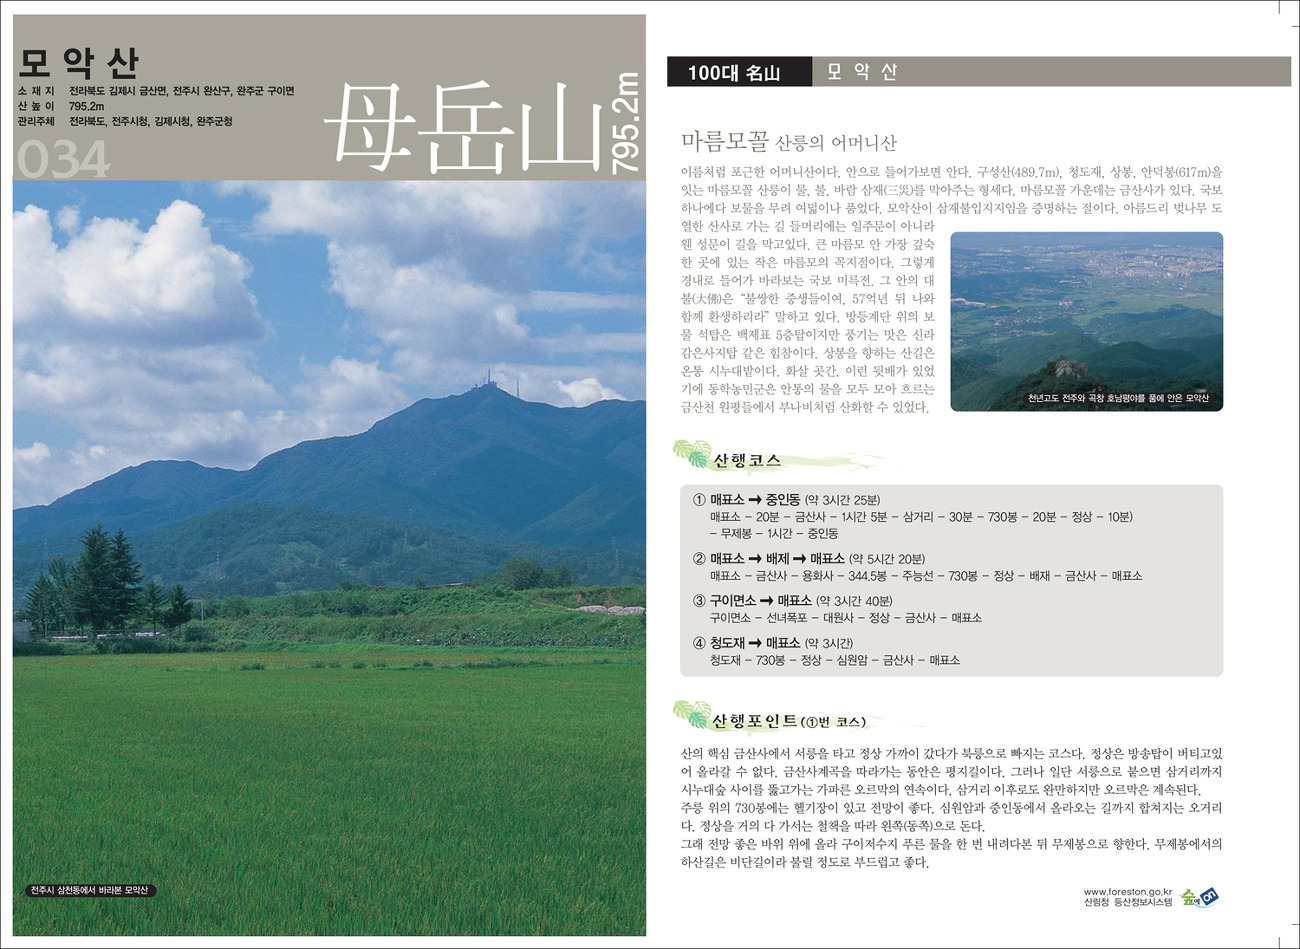 모악산
소 재 지 전라북도 김제시 금산면, 전주시 완산구, 완주군 구이면
산 높 이 795.2m
관리주체 전라북도, 전주시청, 김제시청, 완주군청
034
母岳山
795.2m
전주시 삼천동에서 바라본 모악산
100대 名山 모 악 산
마름모꼴 산릉의 어머니산
이름처럼 포근한 어머니산이다. 안으로 들어가보면 안다. 구성산(489.7m), 청도재, 상봉, 안덕봉(617m)을
잇는 마름모꼴 산릉이 물, 불, 바람 삼재(三災)를 막아주는 형세다. 마름모꼴 가운데는 금산사가 있다. 국보
하나에다 보물을 무려 여덟이나 품었다. 모악산이 삼재불입지지임을 증명하는 절이다. 아름드리 벚나무 도
열한 산사로 가는 길 들머리에는 일주문이 아니라
웬 성문이 길을 막고있다. 큰 마름모 안 가장 깊숙
한 곳에 있는 작은 마름모의 꼭지점이다. 그렇게
경내로 들어가 바라보는 국보 미륵전. 그 안의 대
불(大佛)은 “불쌍한 중생들이여, 57억년 뒤 나와
함께 환생하리라” 말하고 있다. 방등계단 위의 보
물 석탑은 백제표 5층탑이지만 풍기는 맛은 신라
감은사지탑 같은 힘참이다. 상봉을 향하는 산길은
온통 시누대밭이다. 화살 곳간. 이런 뒷배가 있었
기에 동학농민군은 안통의 물을 모두 모아 흐르는
금산천 원평들에서 부나비처럼 산화할 수 있었다.
천년고도 전주와 곡창 호남평야를 품에 안은 모악산
산행코스
① 매표소 ➞ 중인동 (약 3시간 25분)
매표소 – 20분 – 금산사 – 1시간 5분 – 삼거리 – 30분 – 730봉 – 20분 – 정상 – 10분)
– 무제봉 – 1시간 – 중인동
② 매표소 ➞ 배제 ➞ 매표소 (약 5시간 20분)
매표소 – 금산사 – 용화사 – 344.5봉 – 주능선 – 730봉 – 정상 – 배재 – 금산사 – 매표소
③ 구이면소 ➞ 매표소 (약 3시간 40분)
구이면소 – 선녀폭포 – 대원사 – 정상 – 금산사 – 매표소
④ 청도재 ➞ 매표소 (약 3시간)
청도재 – 730봉 – 정상 – 심원암 – 금산사 – 매표소
산행포인트(①번 코스)
산의 핵심 금산사에서 서릉을 타고 정상 가까이 갔다가 북릉으로 빠지는 코스다. 정상은 방송탑이 버티고있
어 올라갈 수 없다. 금산사계곡을 따라가는 동안은 평지길이다. 그러나 일단 서릉으로 붙으면 삼거리까지
시누대숲 사이를 뚫고가는 가파른 오르막의 연속이다. 삼거리 이후로도 완만하지만 오르막은 계속된다.
주릉 위의 730봉에는 헬기장이 있고 전망이 좋다. 심원암과 중인동에서 올라오는 길까지 합쳐지는 오거리
다. 정상을 거의 다 가서는 철책을 따라 왼쪽(동쪽)으로 돈다.
그래 전망 좋은 바위 위에 올라 구이저수지 푸른 물을 한 번 내려다본 뒤 무제봉으로 향한다. 무제봉에서의
하산길은 비단길이라 불릴 정도로 부드럽고 좋다.
www.foreston.go.kr
산림청 등산정보시스템
숲에on